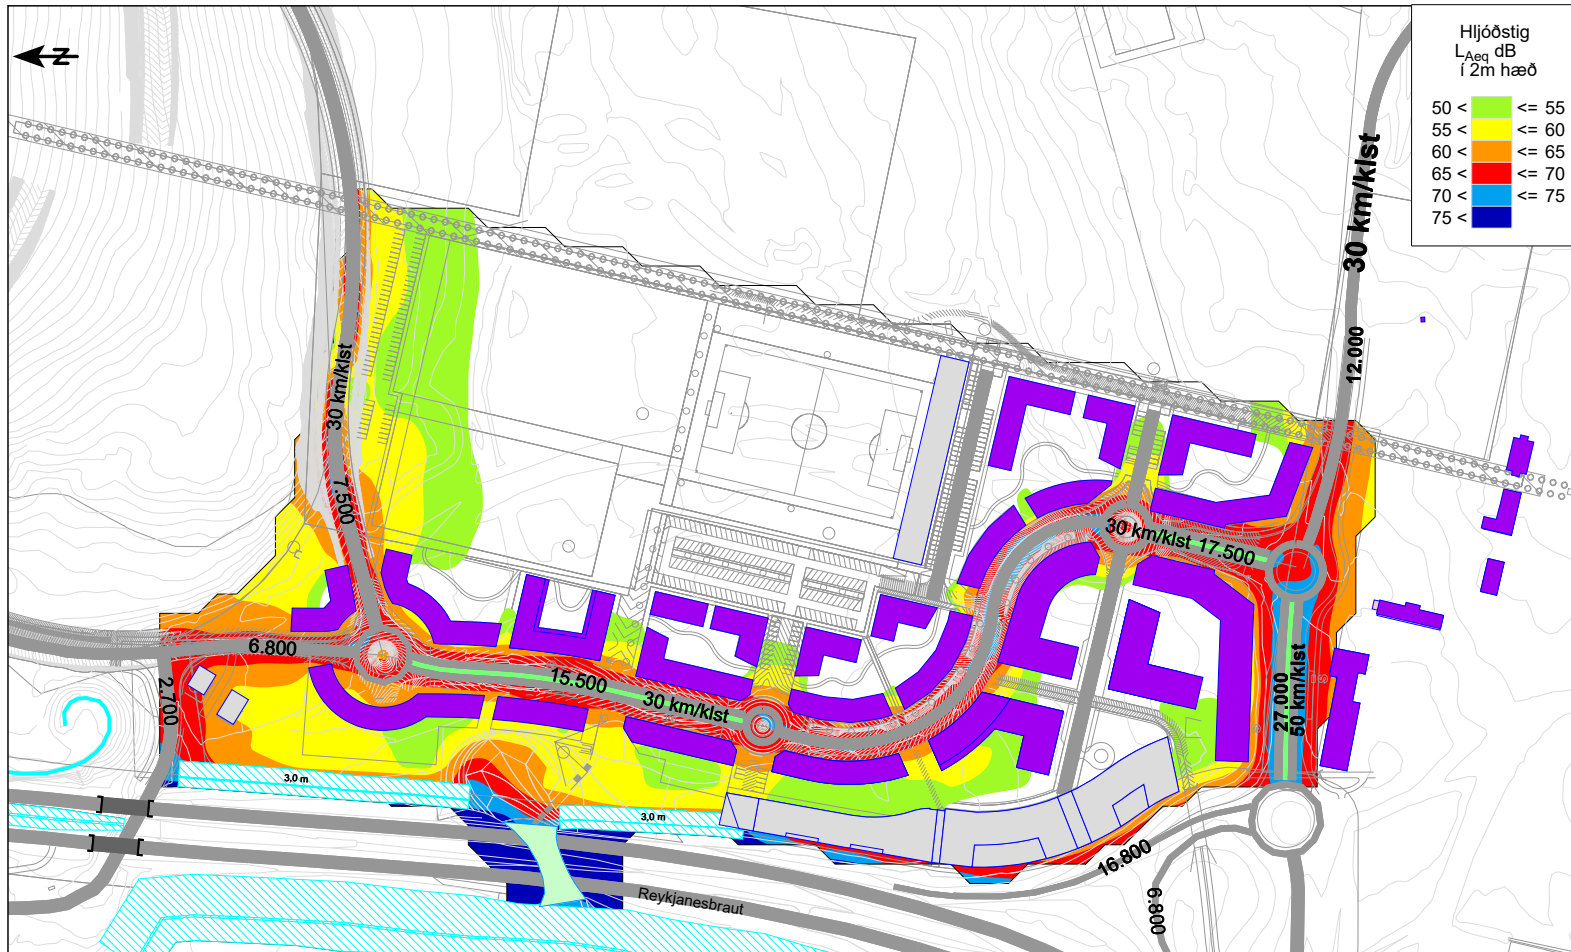 N
Hljóðstig
LAeq dB
í 2m hæð
50 < <= 55
55 < <= 60
60 < <= 65
65 < <= 70
70 < <= 75
75 <
30 km/klst
12.000
30 km/klst
7.500
6.800
2.700
15.500
30 km/klst
30 km/klst 17.500
27.000
50 km/klst
3,0 m
3,0 m
16.800
6.800
Reykjanesbraut